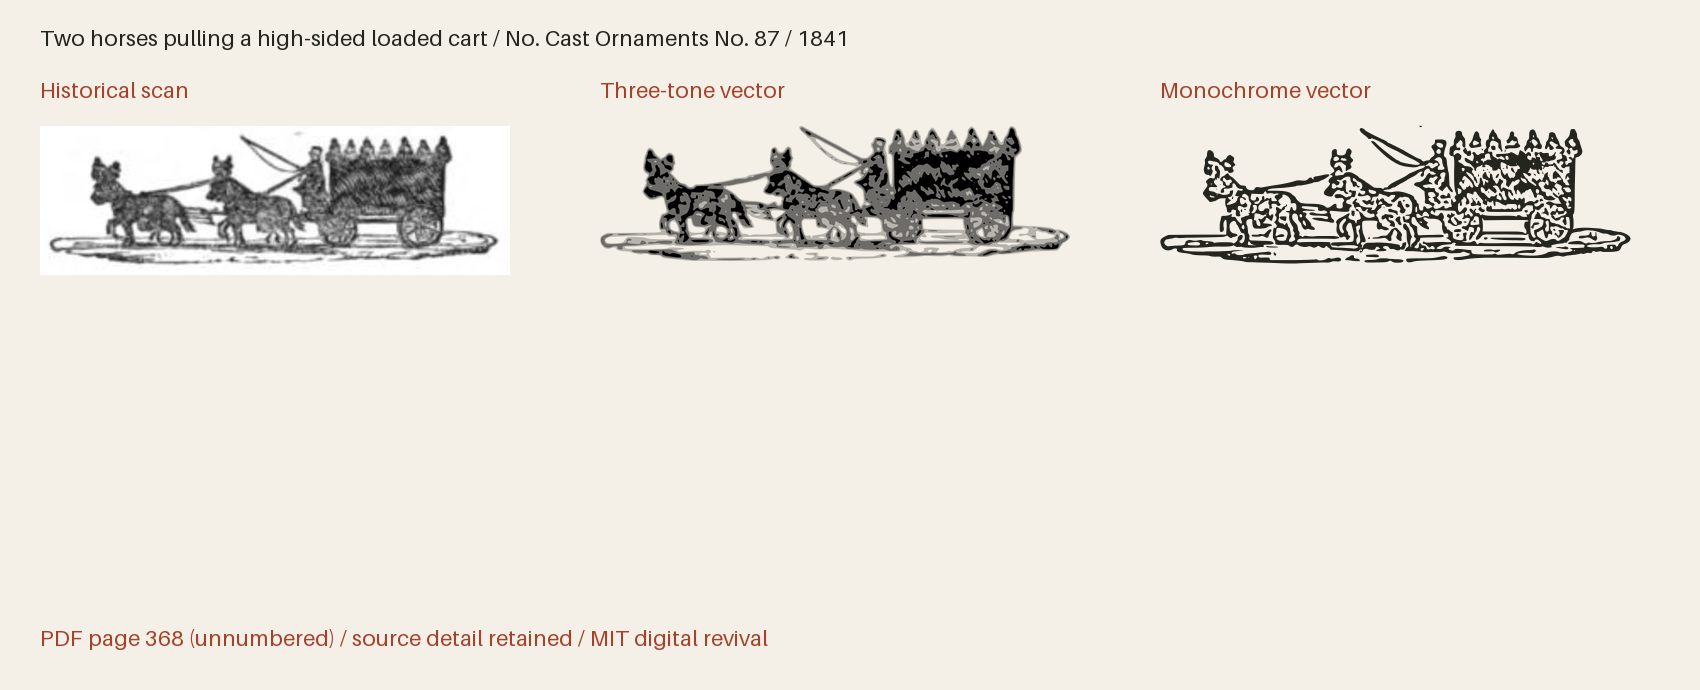 Two horses pulling a high-sided loaded cart / No. Cast Ornaments No. 87 / 1841
Historical scan
Three-tone vector
Monochrome vector
PDF page 368 (unnumbered) / source detail retained / MIT digital revival